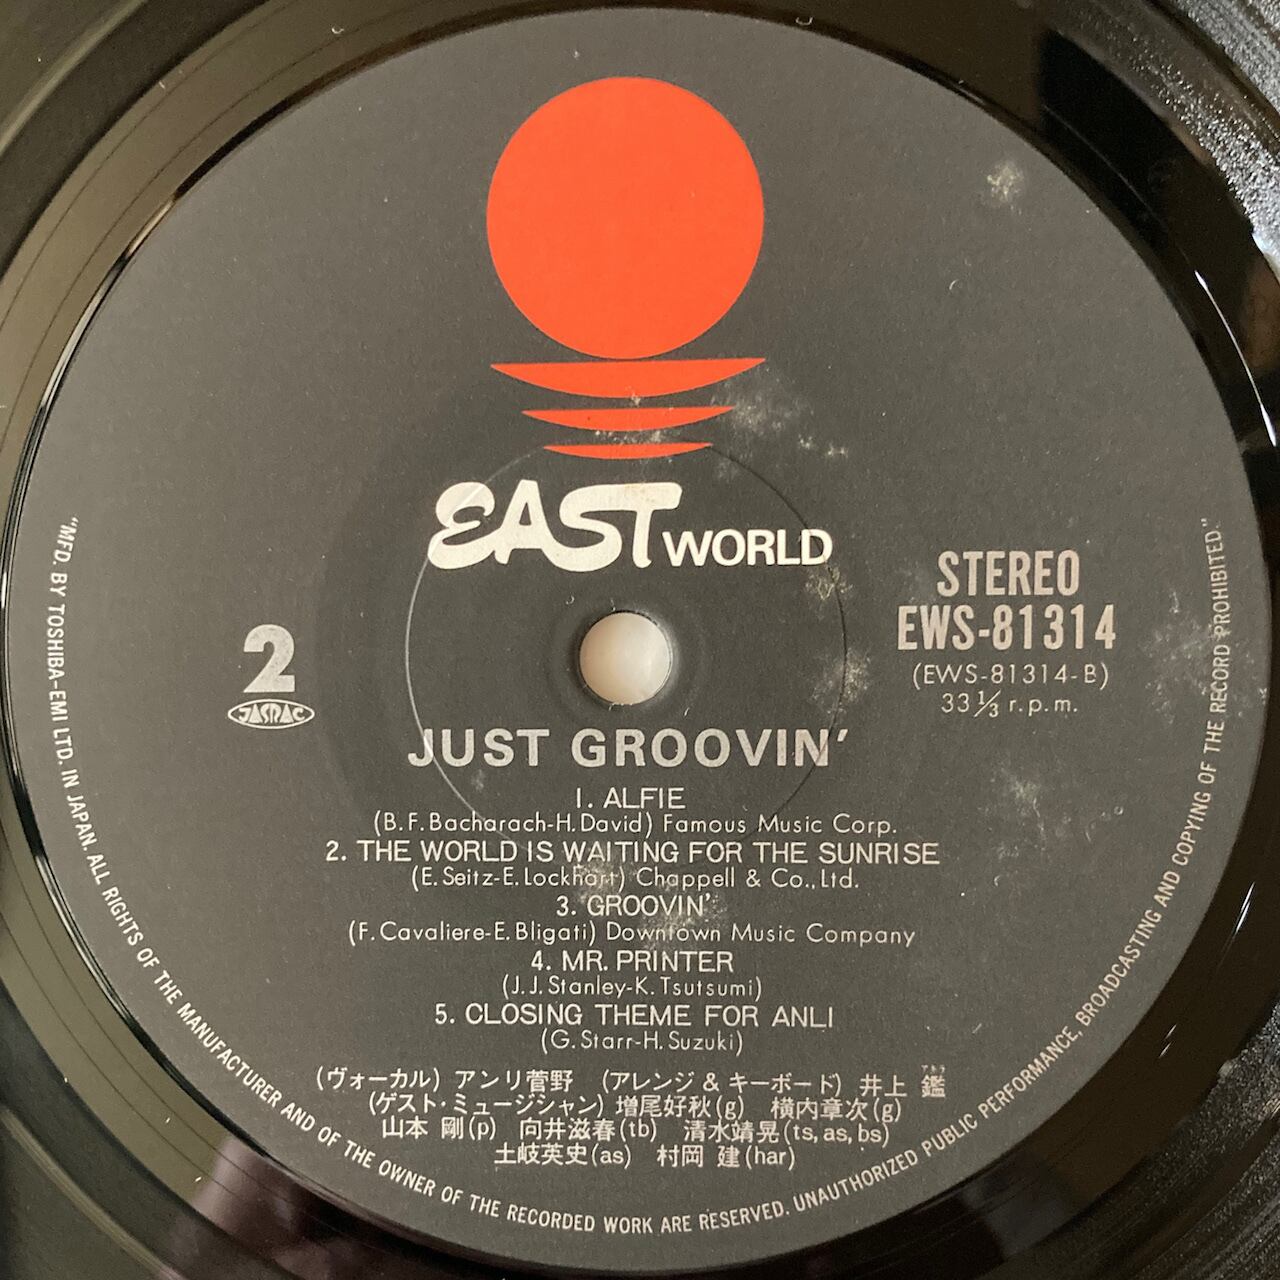 EAST WORLD
STEREO
EWS-81314
(EWS-81314-B)
33 1/3 r.p.m.
2
JASRAC
JUST GROOVIN'
1. ALFIE
(B.F.Bacharach-H.David) Famous Music Corp.
2. THE WORLD IS WAITING FOR THE SUNRISE
(E.Seitz-E.Lockhart) Chappell & Co.,Ltd.
3. GROOVIN'
(F.Cavaliere-E.Bligati) Downtown Music Company
4. MR. PRINTER
(J.J.Stanley-K.Tsutsumi)
5. CLOSING THEME FOR ANLI
(G.Starr-H.Suzuki)
(ヴォーカル) アンリ菅野 (アレンジ & キーボード) 井上 鑑
アキラ
(ゲスト・ミュージシャン) 増尾好秋(g) 横内章次(g)
山本 剛(p) 向井滋春(tb) 清水靖晃(ts,as,bs)
土岐英史(as) 村岡 建(har)
"MFD. BY TOSHIBA-EMI LTD. IN JAPAN. ALL RIGHTS OF THE MANUFACTURER AND OF THE OWNER OF THE RECORDED WORK ARE RESERVED. UNAUTHORIZED PUBLIC PERFORMANCE, BROADCASTING AND COPYING OF THE RECORD PROHIBITED."